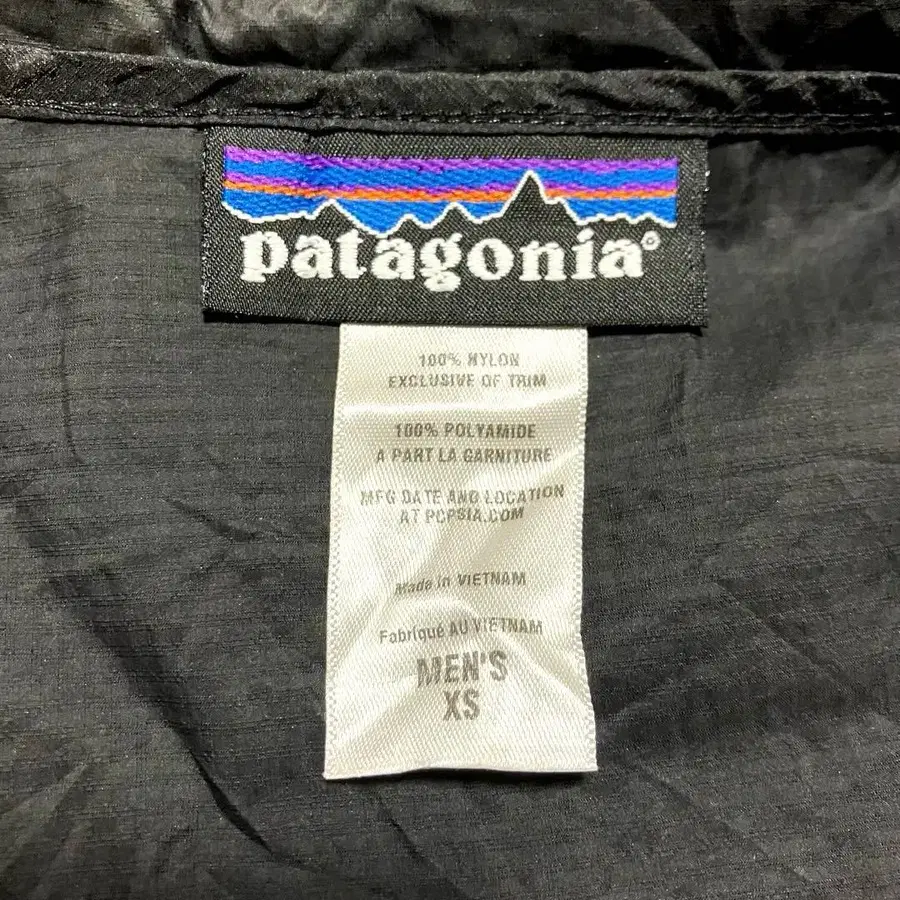 patagonia®
100% NYLON
EXCLUSIVE OF TRIM
100% POLYAMIDE
A PART LA GARNITURE
MFG DATE AND LOCATION
AT PCPSIA.COM
Made in VIETNAM
Fabriqué AU VIETNAM
MEN'S
XS